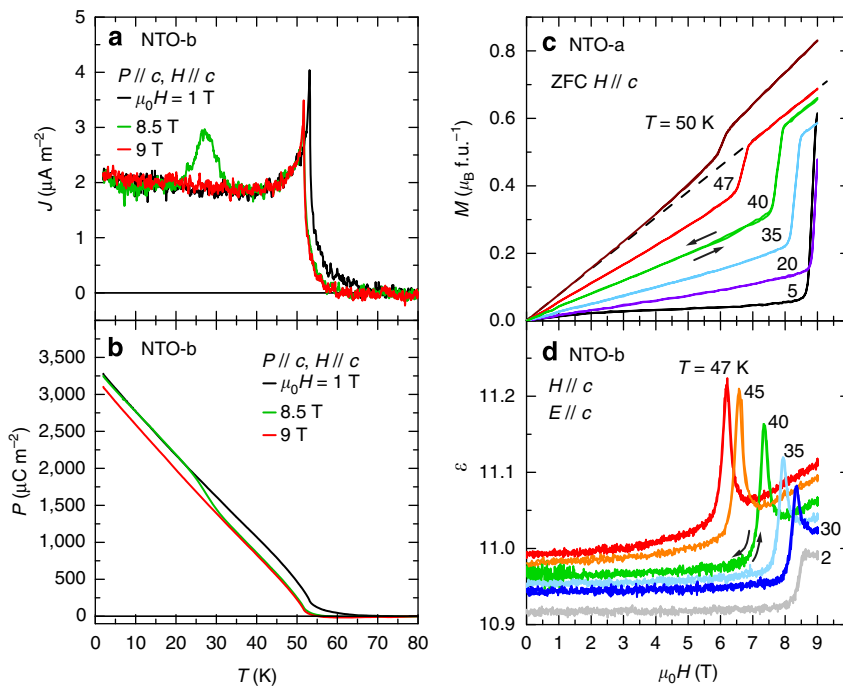 a NTO-b
P // c, H // c
μ₀H = 1 T
8.5 T
9 T
J (μA m⁻²)
5
4
3
2
1
0
b NTO-b
P // c, H // c
μ₀H = 1 T
8.5 T
9 T
P (μC m⁻²)
3,500
3,000
2,500
2,000
1,500
1,000
500
0
0 10 20 30 40 50 60 70 80
T (K)
c NTO-a
ZFC H // c
T = 50 K
47
40
35
20
5
M (μB f.u.⁻¹)
0.8
0.6
0.4
0.2
0.0
d NTO-b
H // c
E // c
T = 47 K
45
40
35
30
2
ε
11.2
11.1
11.0
10.9
0 1 2 3 4 5 6 7 8 9
μ₀H (T)